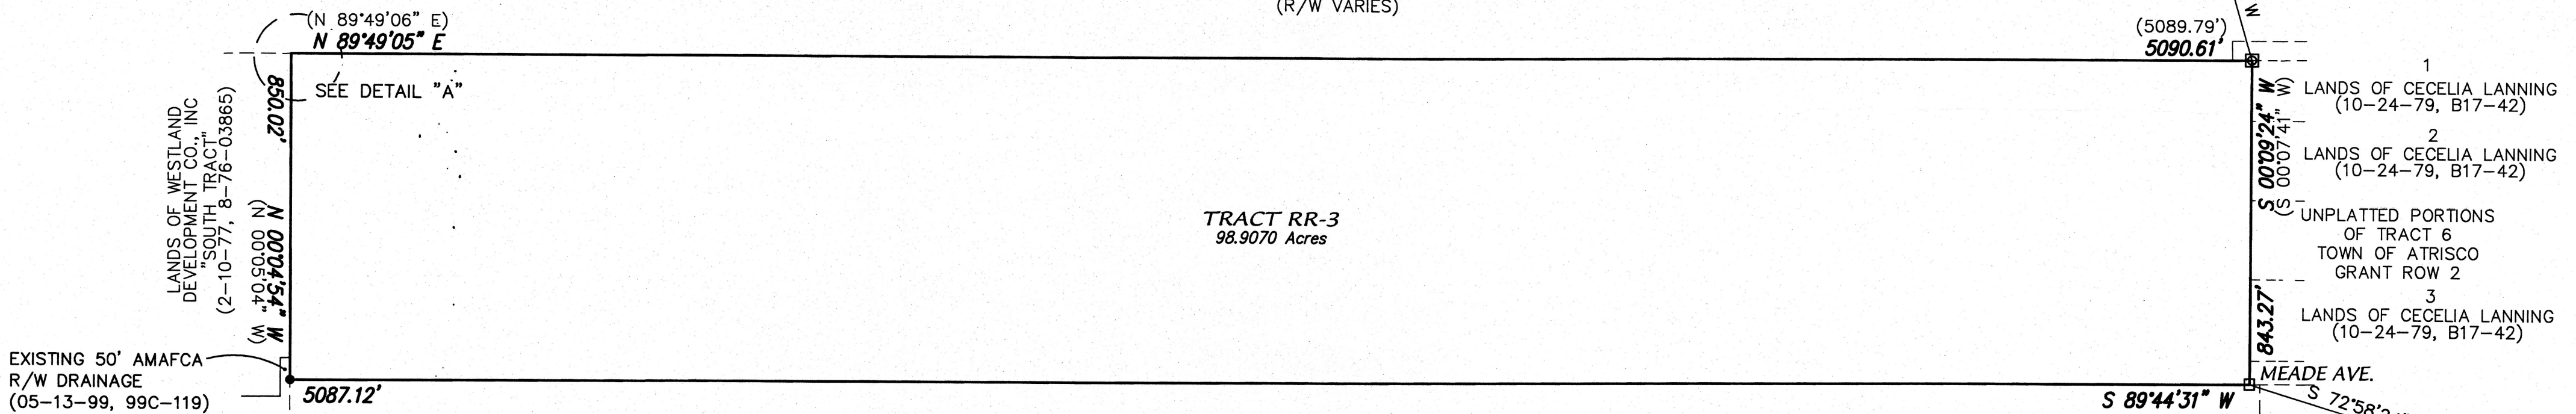 (R/W VARIES)
(N 89°49'06" E)
N 89°49'05" E
(5089.79')
5090.61'
W
SEE DETAIL "A"
850.02'
N 00°04'54" W
(N 00°05'04" W)
LANDS OF WESTLAND
DEVELOPMENT CO., INC
"SOUTH TRACT"
(2-10-77, 8-76-03865)
TRACT RR-3
98.9070 Acres
S 00°09'24" W
(S 00°07'41" W)
843.27'
1
LANDS OF CECELIA LANNING
(10-24-79, B17-42)
2
LANDS OF CECELIA LANNING
(10-24-79, B17-42)
UNPLATTED PORTIONS
OF TRACT 6
TOWN OF ATRISCO
GRANT ROW 2
3
LANDS OF CECELIA LANNING
(10-24-79, B17-42)
MEADE AVE.
EXISTING 50' AMAFCA
R/W DRAINAGE
(05-13-99, 99C-119)
5087.12'
S 89°44'31" W
S 72°58'